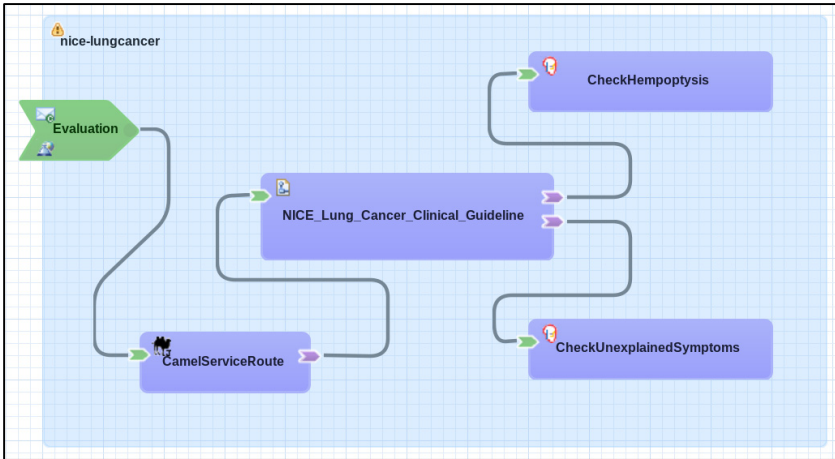 nice-lungcancer
CheckHempoptysis
Evaluation
NICE_Lung_Cancer_Clinical_Guideline
CheckUnexplainedSymptoms
CamelServiceRoute